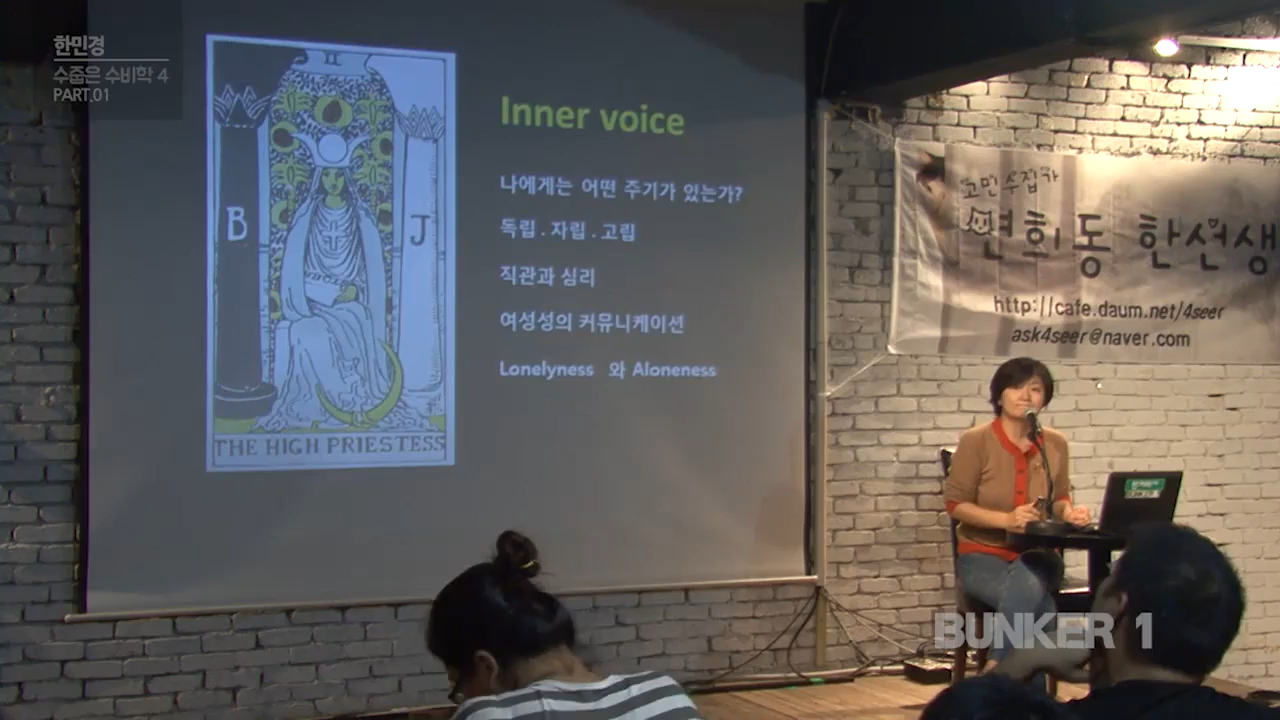 한민경
수줍은 수비학 4
PART.01
II
B
J
THE HIGH PRIESTESS
Inner voice
나에게는 어떤 주기가 있는가?
독립 . 자립 . 고립
직관과 심리
여성성의 커뮤니케이션
Lonelyness 와 Aloneness
고민 수집가
연희동 한선생
http://cafe.daum.net/4seer
ask4seer@naver.com
BUNKER 1